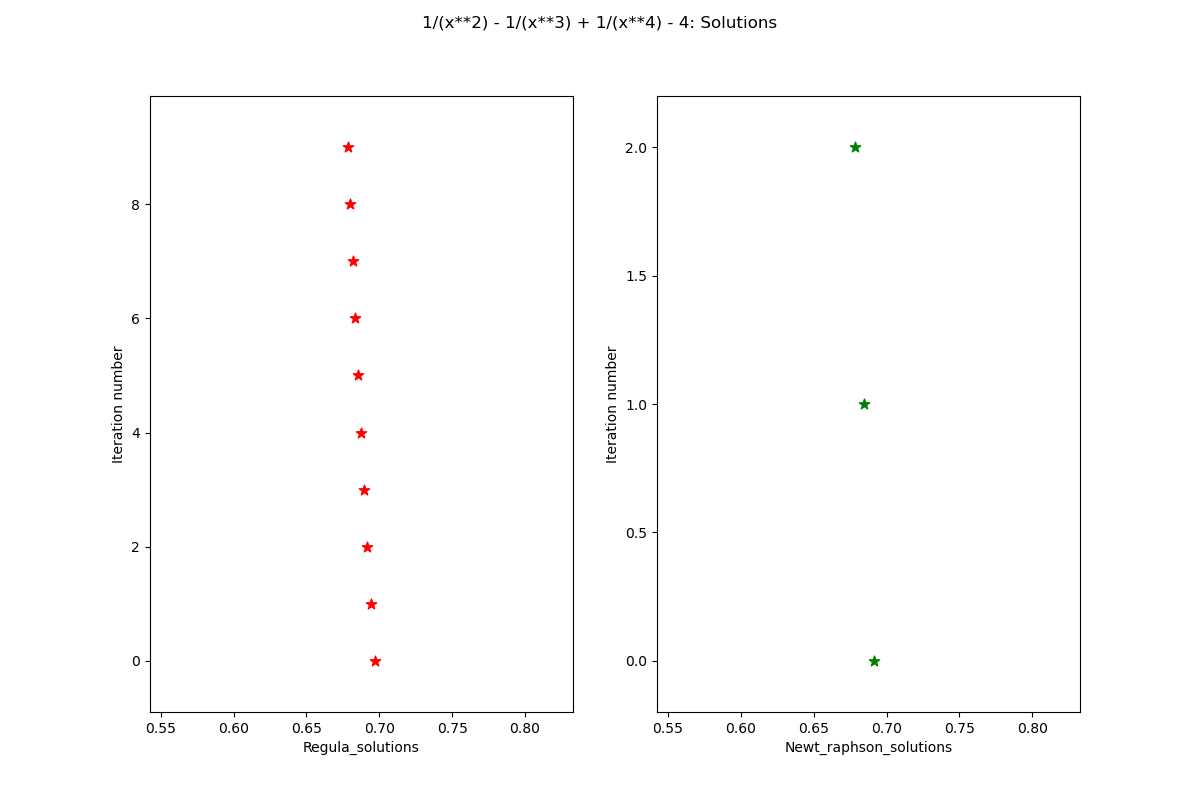 1/(x**2) - 1/(x**3) + 1/(x**4) - 4: Solutions
8
6
4
2
0
Iteration number
0.55 0.60 0.65 0.70 0.75 0.80
Regula_solutions
2.0
1.5
1.0
0.5
0.0
Iteration number
0.55 0.60 0.65 0.70 0.75 0.80
Newt_raphson_solutions